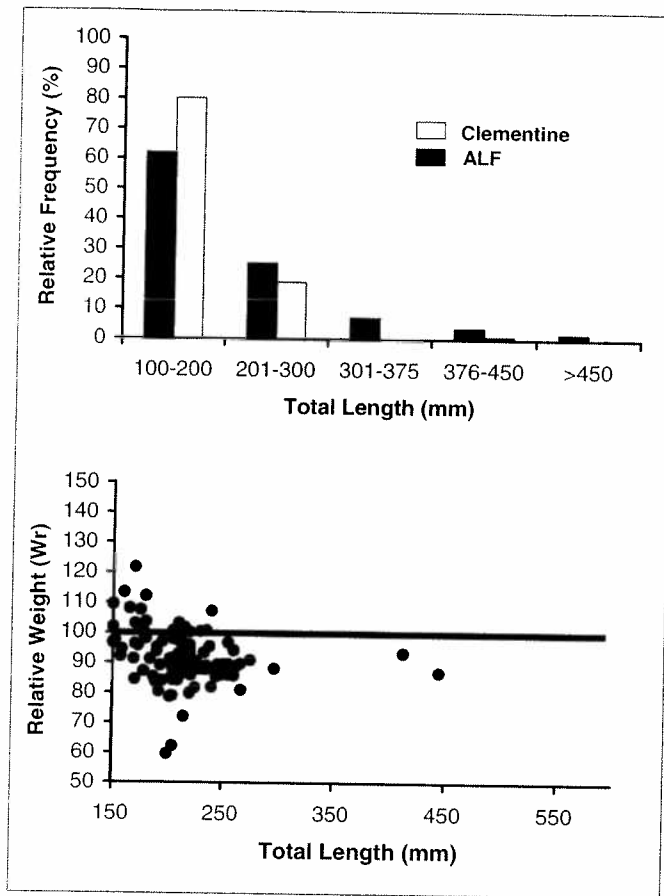 100
90
80
70
60
50
40
30
20
10
0
Relative Frequency (%)
Clementine
ALF
100-200 201-300 301-375 376-450 >450
Total Length (mm)
150
140
130
120
110
100
90
80
70
60
50
Relative Weight (Wr)
150 250 350 450 550
Total Length (mm)